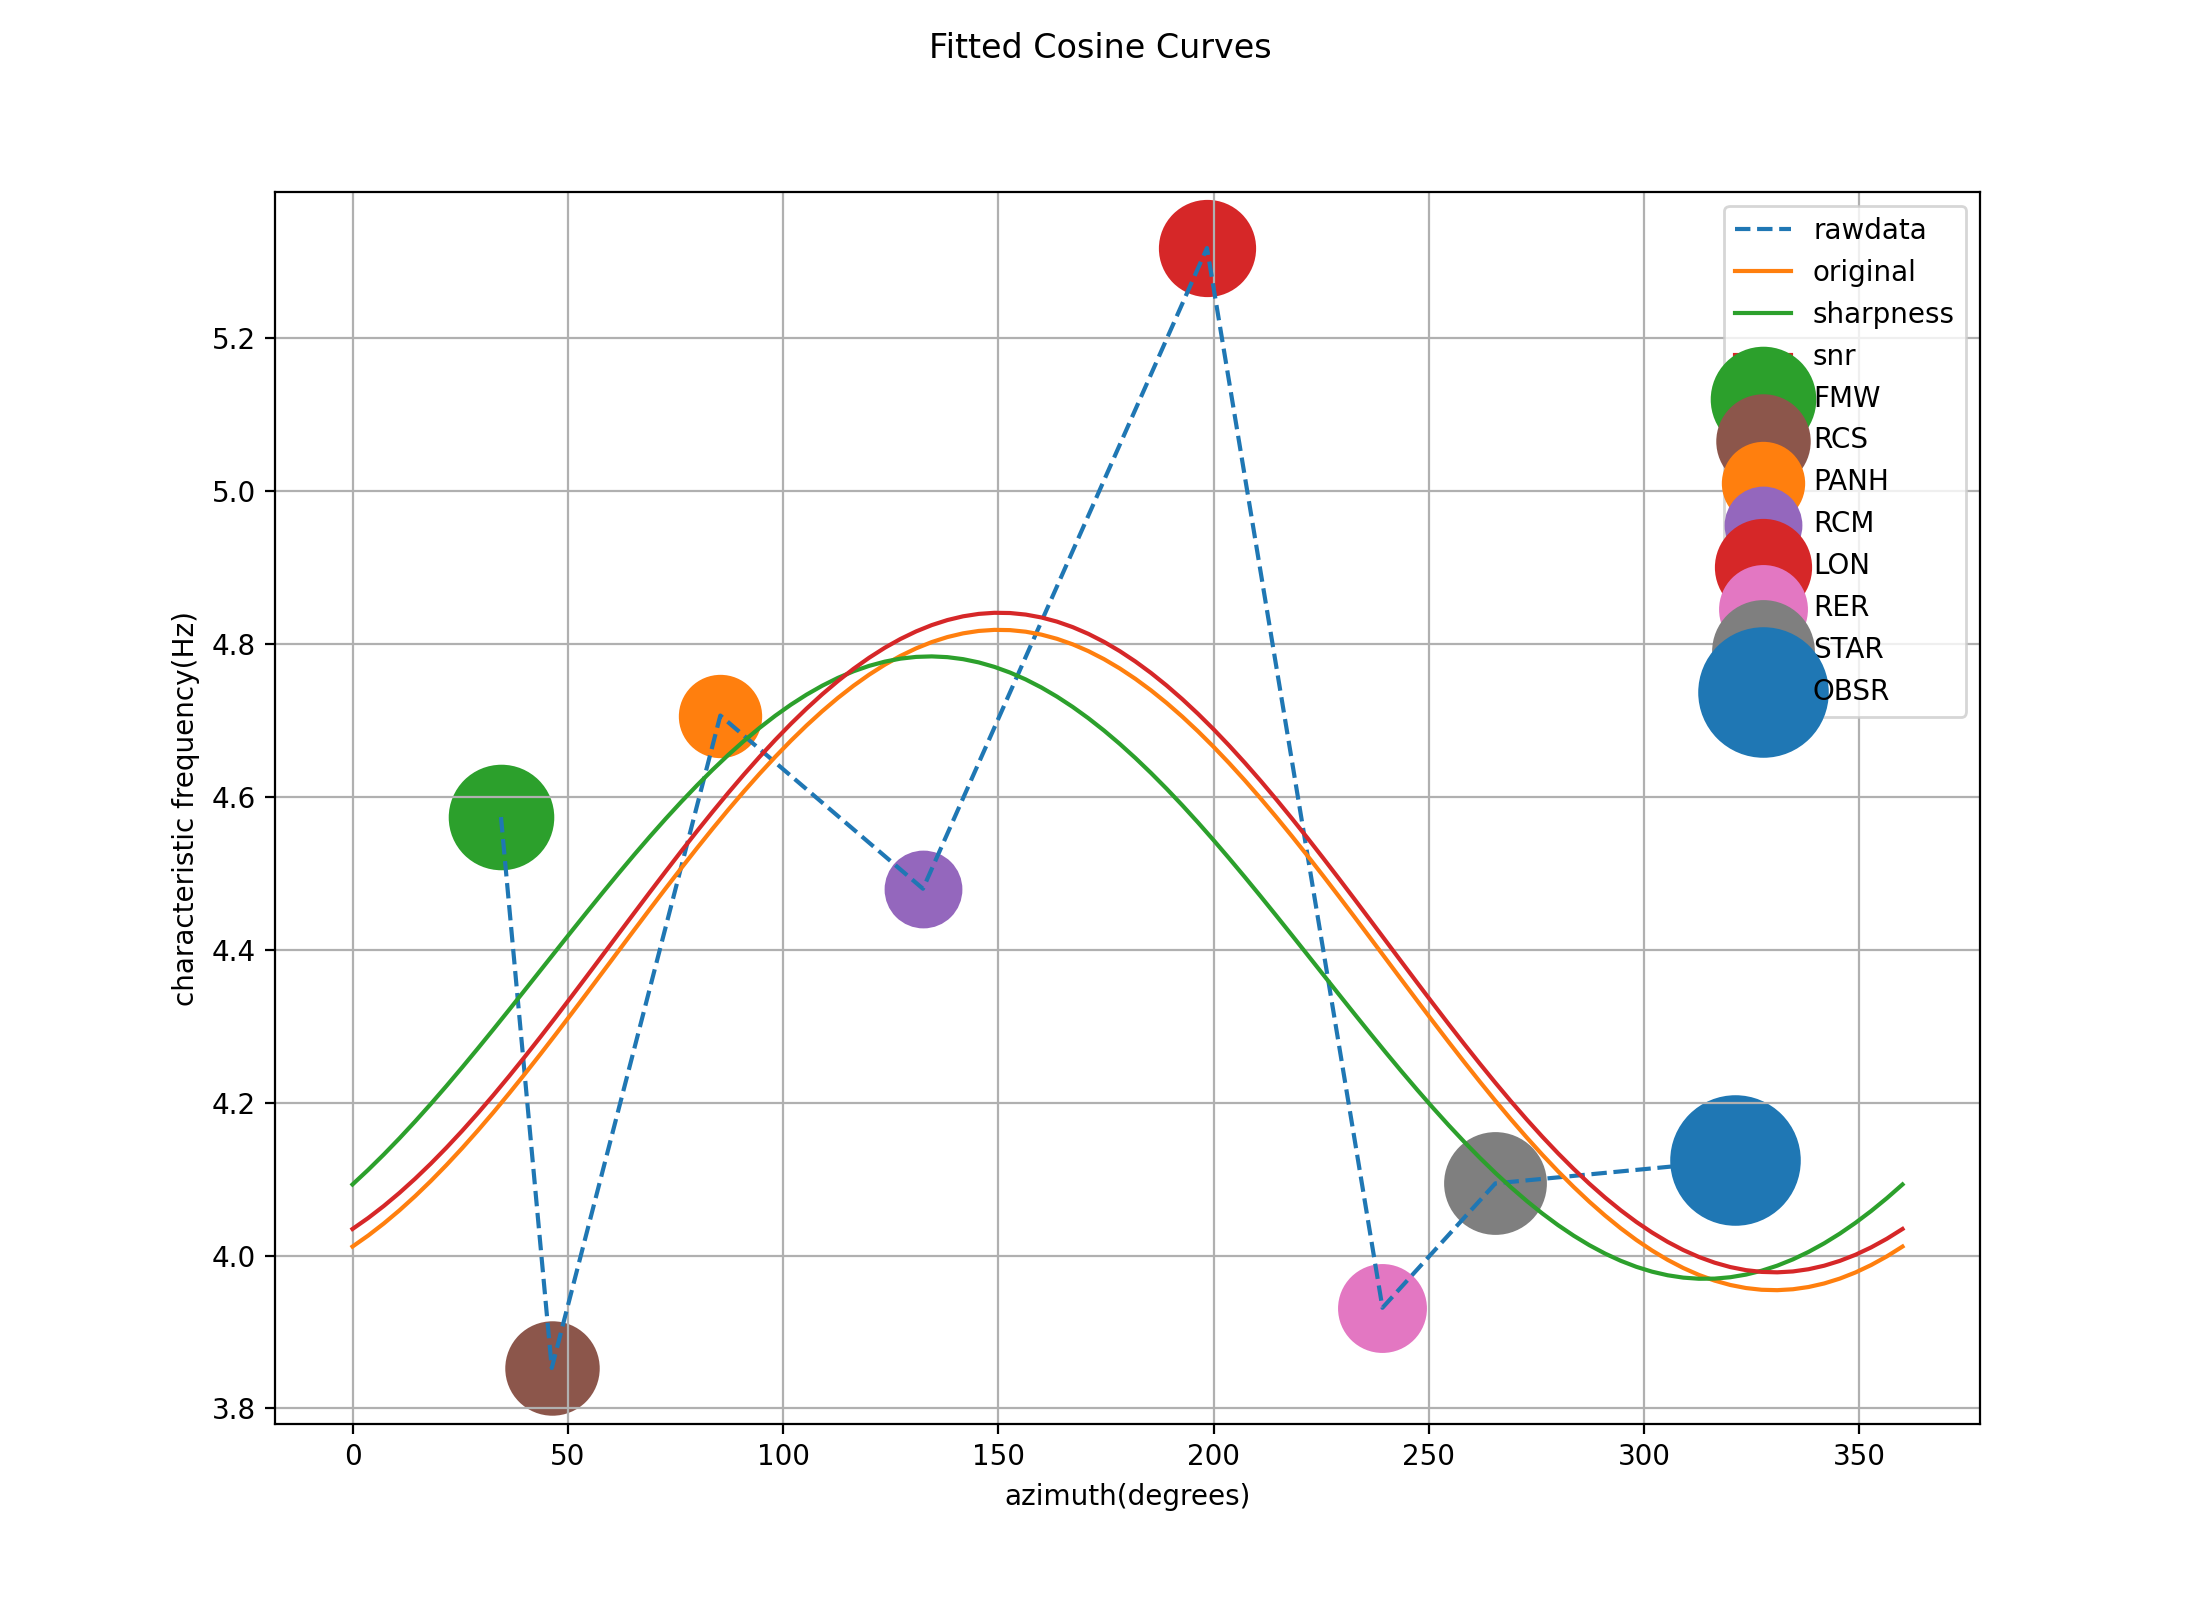 Fitted Cosine Curves
characteristic frequency(Hz)
5.2
5.0
4.8
4.6
4.4
4.2
4.0
3.8
0 50 100 150 200 250 300 350
azimuth(degrees)
rawdata
original
sharpness
snr
FMW
RCS
PANH
RCM
LON
RER
STAR
OBSR